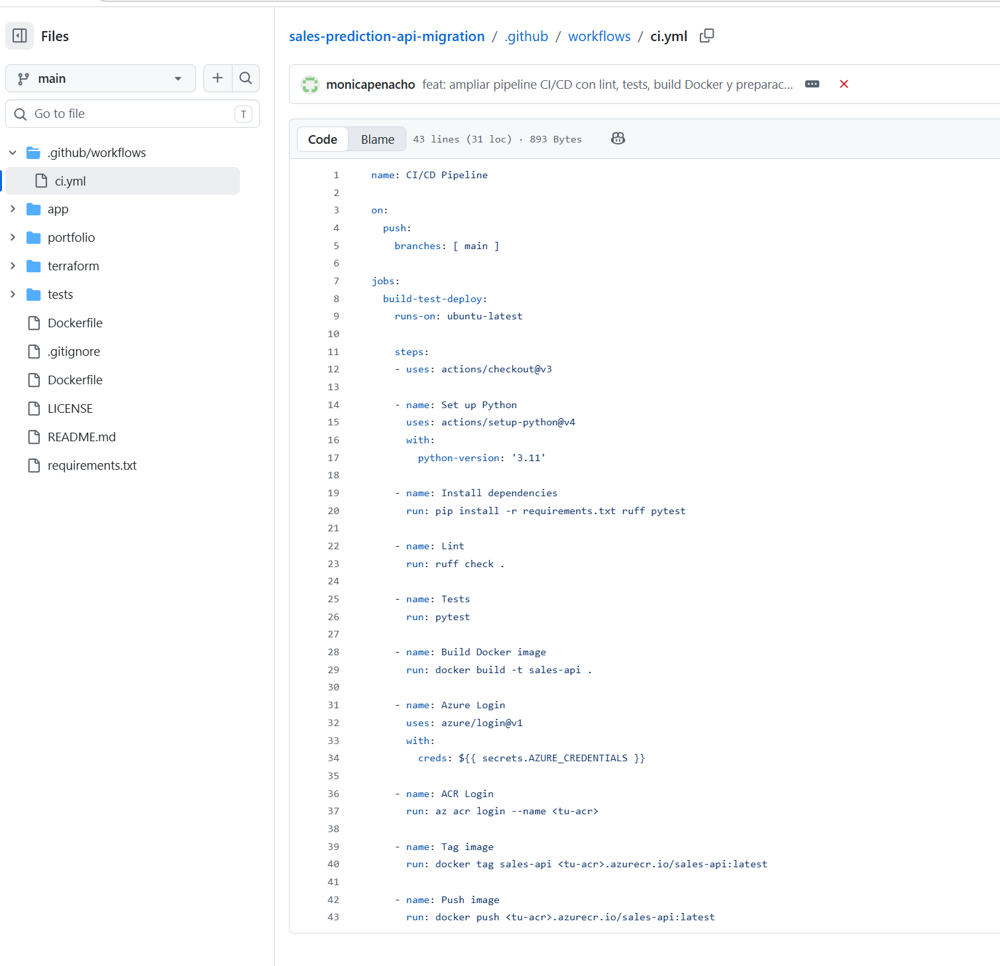 Files
main
Go to file
T
.github/workflows
ci.yml
app
portfolio
terraform
tests
Dockerfile
.gitignore
Dockerfile
LICENSE
README.md
requirements.txt
sales-prediction-api-migration / .github / workflows / ci.yml
monicapenacho feat: ampliar pipeline CI/CD con lint, tests, build Docker y preparac...
Code Blame 43 lines (31 loc) · 893 Bytes
1 name: CI/CD Pipeline
2
3 on:
4 push:
5 branches: [ main ]
6
7 jobs:
8 build-test-deploy:
9 runs-on: ubuntu-latest
10
11 steps:
12 - uses: actions/checkout@v3
13
14 - name: Set up Python
15 uses: actions/setup-python@v4
16 with:
17 python-version: '3.11'
18
19 - name: Install dependencies
20 run: pip install -r requirements.txt ruff pytest
21
22 - name: Lint
23 run: ruff check .
24
25 - name: Tests
26 run: pytest
27
28 - name: Build Docker image
29 run: docker build -t sales-api .
30
31 - name: Azure Login
32 uses: azure/login@v1
33 with:
34 creds: ${{ secrets.AZURE_CREDENTIALS }}
35
36 - name: ACR Login
37 run: az acr login --name <tu-acr>
38
39 - name: Tag image
40 run: docker tag sales-api <tu-acr>.azurecr.io/sales-api:latest
41
42 - name: Push image
43 run: docker push <tu-acr>.azurecr.io/sales-api:latest